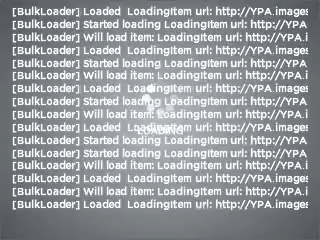 [BulkLoader] Loaded LoadingItem url: http://YPA.images
[BulkLoader] Started loading LoadingItem url: http://YPA
[BulkLoader] Will load item: LoadingItem url: http://YPA.i
[BulkLoader] Loaded LoadingItem url: http://YPA.images
[BulkLoader] Started loading LoadingItem url: http://YPA
[BulkLoader] Will load item: LoadingItem url: http://YPA.i
[BulkLoader] Loaded LoadingItem url: http://YPA.images
[BulkLoader] Started loading LoadingItem url: http://YPA
[BulkLoader] Will load item: LoadingItem url: http://YPA.i
[BulkLoader] Loaded LoadingItem url: http://YPA.images
LOADING
[BulkLoader] Started loading LoadingItem url: http://YPA
[BulkLoader] Started loading LoadingItem url: http://YPA
[BulkLoader] Will load item: LoadingItem url: http://YPA.i
[BulkLoader] Loaded LoadingItem url: http://YPA.images
[BulkLoader] Will load item: LoadingItem url: http://YPA.i
[BulkLoader] Loaded LoadingItem url: http://YPA.images